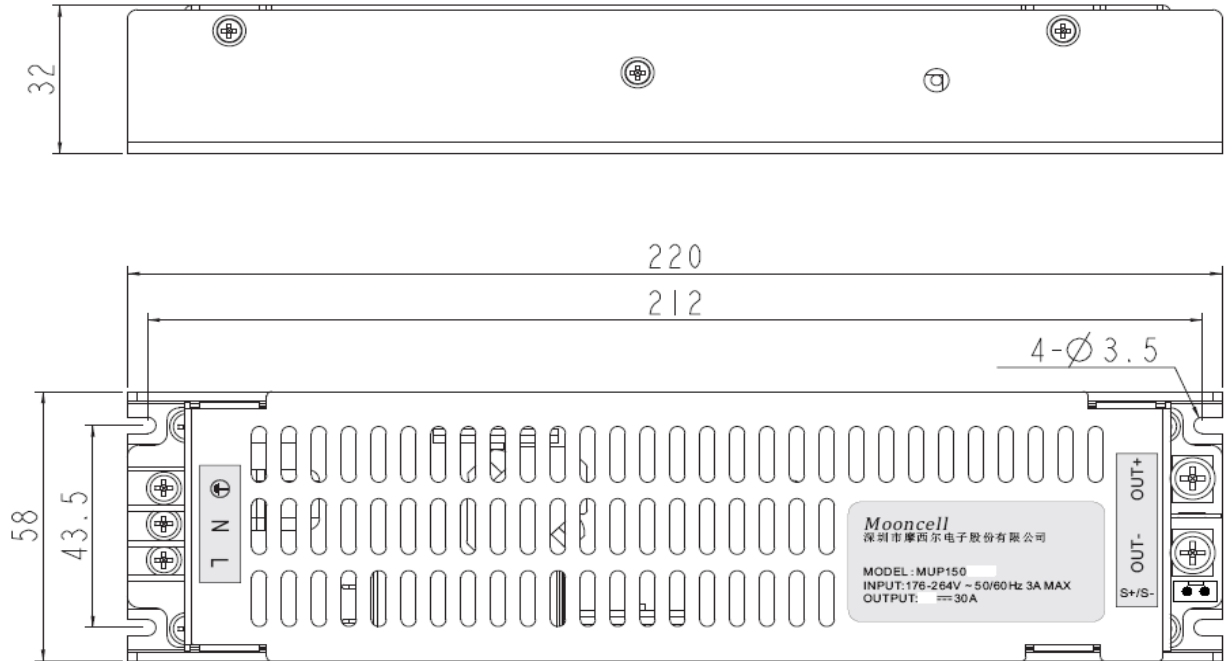 32
220
212
4-Ø3.5
58
43.5
N
L
Mooncell
深圳市摩西尔电子股份有限公司
MODEL : MUP150
INPUT:176-264V ~ 50/60Hz 3A MAX
OUTPUT: ⎓30A
OUT+
OUT-
S+/S-